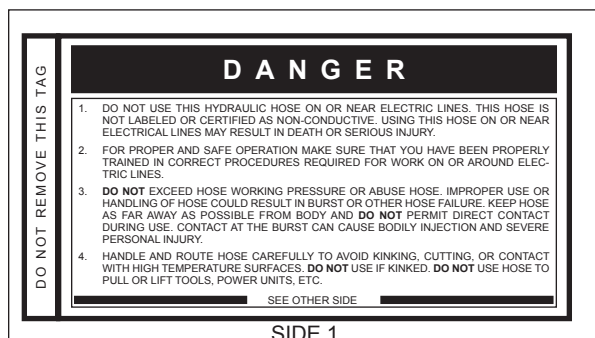 DO NOT REMOVE THIS TAG
D A N G E R
1. DO NOT USE THIS HYDRAULIC HOSE ON OR NEAR ELECTRIC LINES. THIS HOSE IS
NOT LABELED OR CERTIFIED AS NON-CONDUCTIVE. USING THIS HOSE ON OR NEAR
ELECTRICAL LINES MAY RESULT IN DEATH OR SERIOUS INJURY.
2. FOR PROPER AND SAFE OPERATION MAKE SURE THAT YOU HAVE BEEN PROPERLY
TRAINED IN CORRECT PROCEDURES REQUIRED FOR WORK ON OR AROUND ELEC-
TRIC LINES.
3. DO NOT EXCEED HOSE WORKING PRESSURE OR ABUSE HOSE. IMPROPER USE OR
HANDLING OF HOSE COULD RESULT IN BURST OR OTHER HOSE FAILURE. KEEP HOSE
AS FAR AWAY AS POSSIBLE FROM BODY AND DO NOT PERMIT DIRECT CONTACT
DURING USE. CONTACT AT THE BURST CAN CAUSE BODILY INJECTION AND SEVERE
PERSONAL INJURY.
4. HANDLE AND ROUTE HOSE CAREFULLY TO AVOID KINKING, CUTTING, OR CONTACT
WITH HIGH TEMPERATURE SURFACES. DO NOT USE IF KINKED. DO NOT USE HOSE TO
PULL OR LIFT TOOLS, POWER UNITS, ETC.
SEE OTHER SIDE
SIDE 1